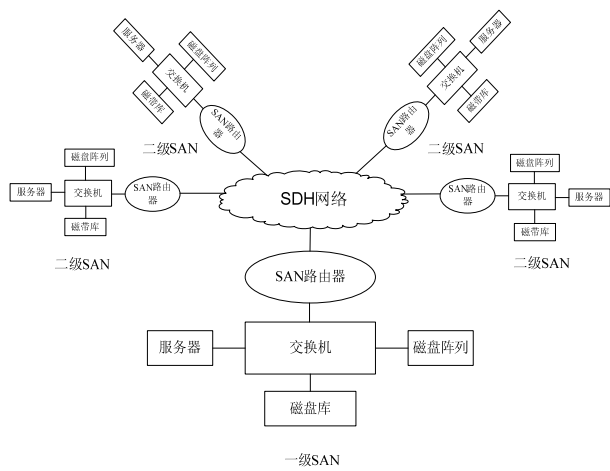 服务器
磁盘阵列
交换机
磁带库
SAN路由
器
二级SAN
服务器
磁盘阵列
交换机
磁带库
SAN路由
器
二级SAN
磁盘阵列
服务器
交换机
磁带库
SAN路由
器
二级SAN
SDH网络
磁盘阵列
SAN路由
器
交换机
服务器
磁带库
二级SAN
SAN路由器
服务器
交换机
磁盘阵列
磁盘库
一级SAN